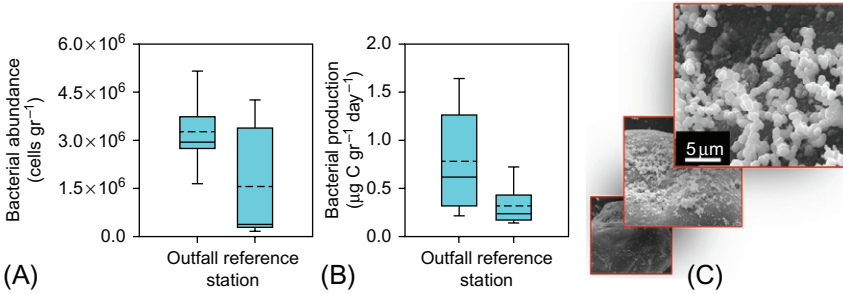 6.0×10⁶
4.5×10⁶
3.0×10⁶
1.5×10⁶
0.0
Bacterial abundance
(cells gr⁻¹)
Outfall reference
station
(A)
2.0
1.5
1.0
0.5
0.0
Bacterial production
(µg C gr⁻¹ day⁻¹)
Outfall reference
station
(B)
5 µm
(C)